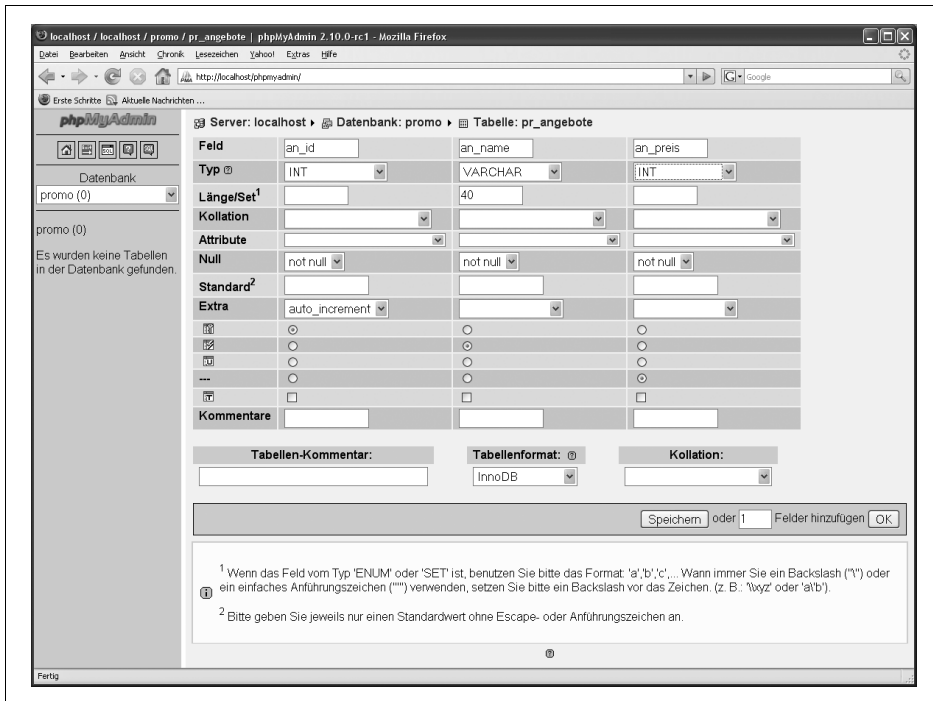 localhost / localhost / promo / pr_angebote | phpMyAdmin 2.10.0-rc1 - Mozilla Firefox
Datei Bearbeiten Ansicht Chronik Lesezeichen Yahoo! Extras Hilfe
http://localhost/phpmyadmin/ Google
Erste Schritte Aktuelle Nachrichten ...
phpMyAdmin
Datenbank
promo (0)
promo (0)
Es wurden keine Tabellen
in der Datenbank gefunden.
Server: localhost Datenbank: promo Tabelle: pr_angebote
Feld an_id an_name an_preis
Typ INT VARCHAR INT
Länge/Set1 40
Kollation
Attribute
Null not null not null not null
Standard2
Extra auto_increment
---
Kommentare
Tabellen-Kommentar: Tabellenformat: Kollation:
InnoDB
Speichern oder 1 Felder hinzufügen OK
1 Wenn das Feld vom Typ 'ENUM' oder 'SET' ist, benutzen Sie bitte das Format: 'a','b','c',... Wann immer Sie ein Backslash ("\") oder
ein einfaches Anführungszeichen ("'") verwenden, setzen Sie bitte ein Backslash vor das Zeichen. (z. B.: '\\xyz' oder 'a\'b').
2 Bitte geben Sie jeweils nur einen Standardwert ohne Escape- oder Anführungszeichen an.
Fertig